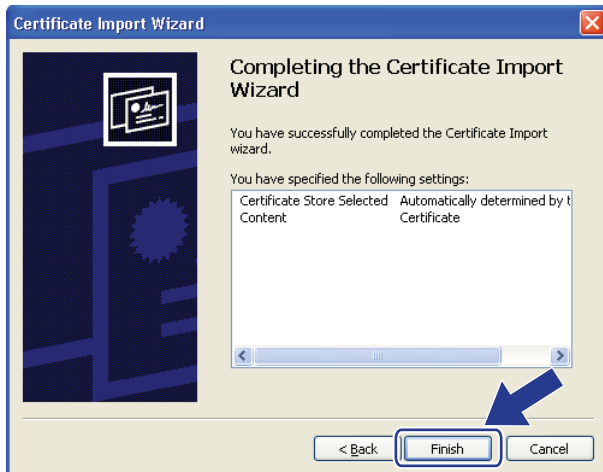 Certificate Import Wizard
Completing the Certificate Import
Wizard
You have successfully completed the Certificate Import
wizard.
You have specified the following settings:
Certificate Store Selected Automatically determined by t
Content Certificate
< Back Finish Cancel